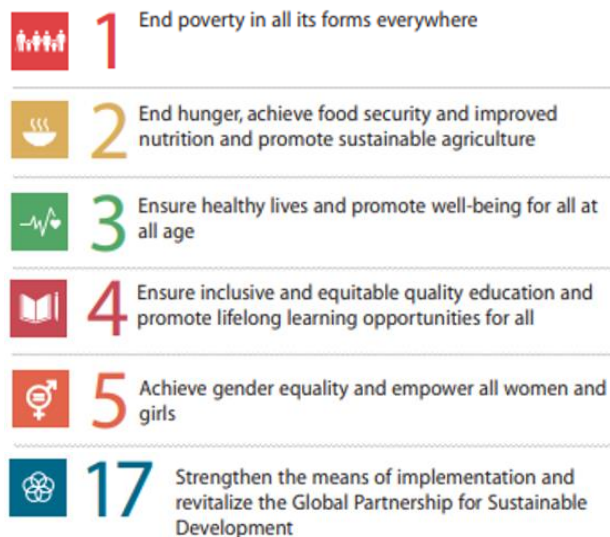 1 End poverty in all its forms everywhere
2 End hunger, achieve food security and improved
nutrition and promote sustainable agriculture
3 Ensure healthy lives and promote well-being for all at
all age
4 Ensure inclusive and equitable quality education and
promote lifelong learning opportunities for all
5 Achieve gender equality and empower all women and
girls
17 Strengthen the means of implementation and
revitalize the Global Partnership for Sustainable
Development